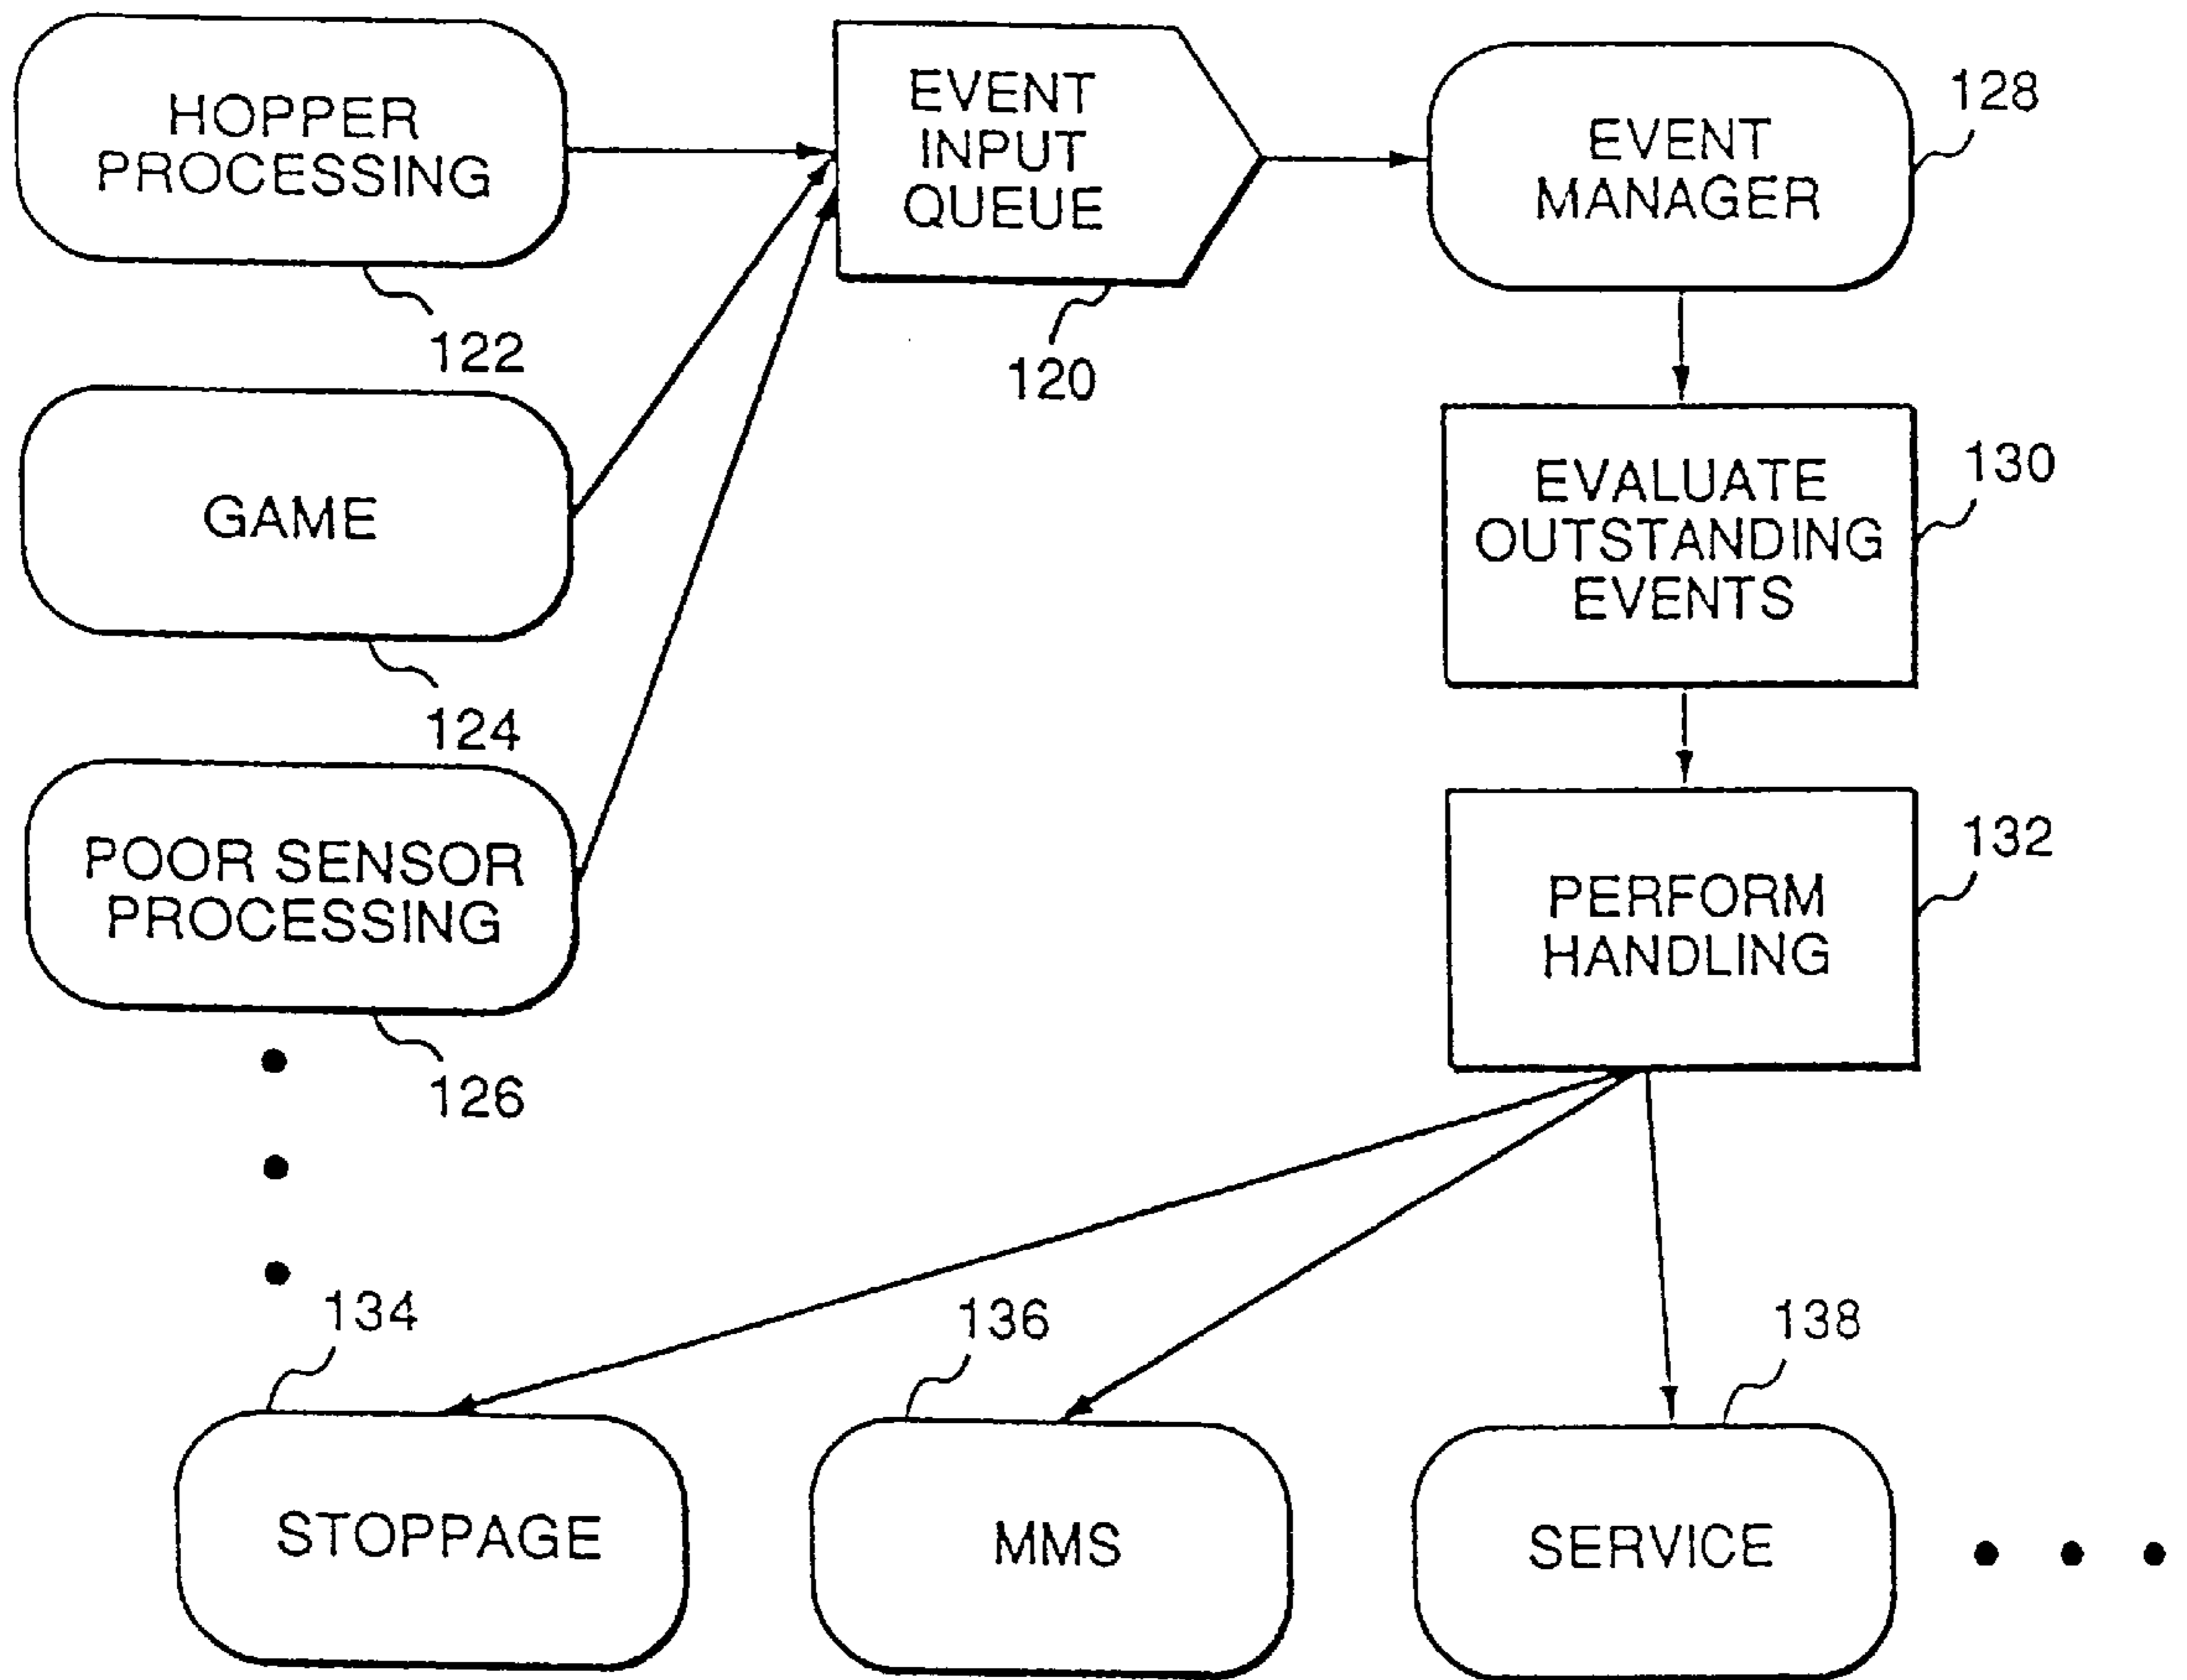 HOPPER
PROCESSING
122
EVENT
INPUT
QUEUE
120
EVENT
MANAGER
128
GAME
124
EVALUATE
OUTSTANDING
EVENTS
130
POOR SENSOR
PROCESSING
126
PERFORM
HANDLING
132
134
STOPPAGE
136
MMS
138
SERVICE